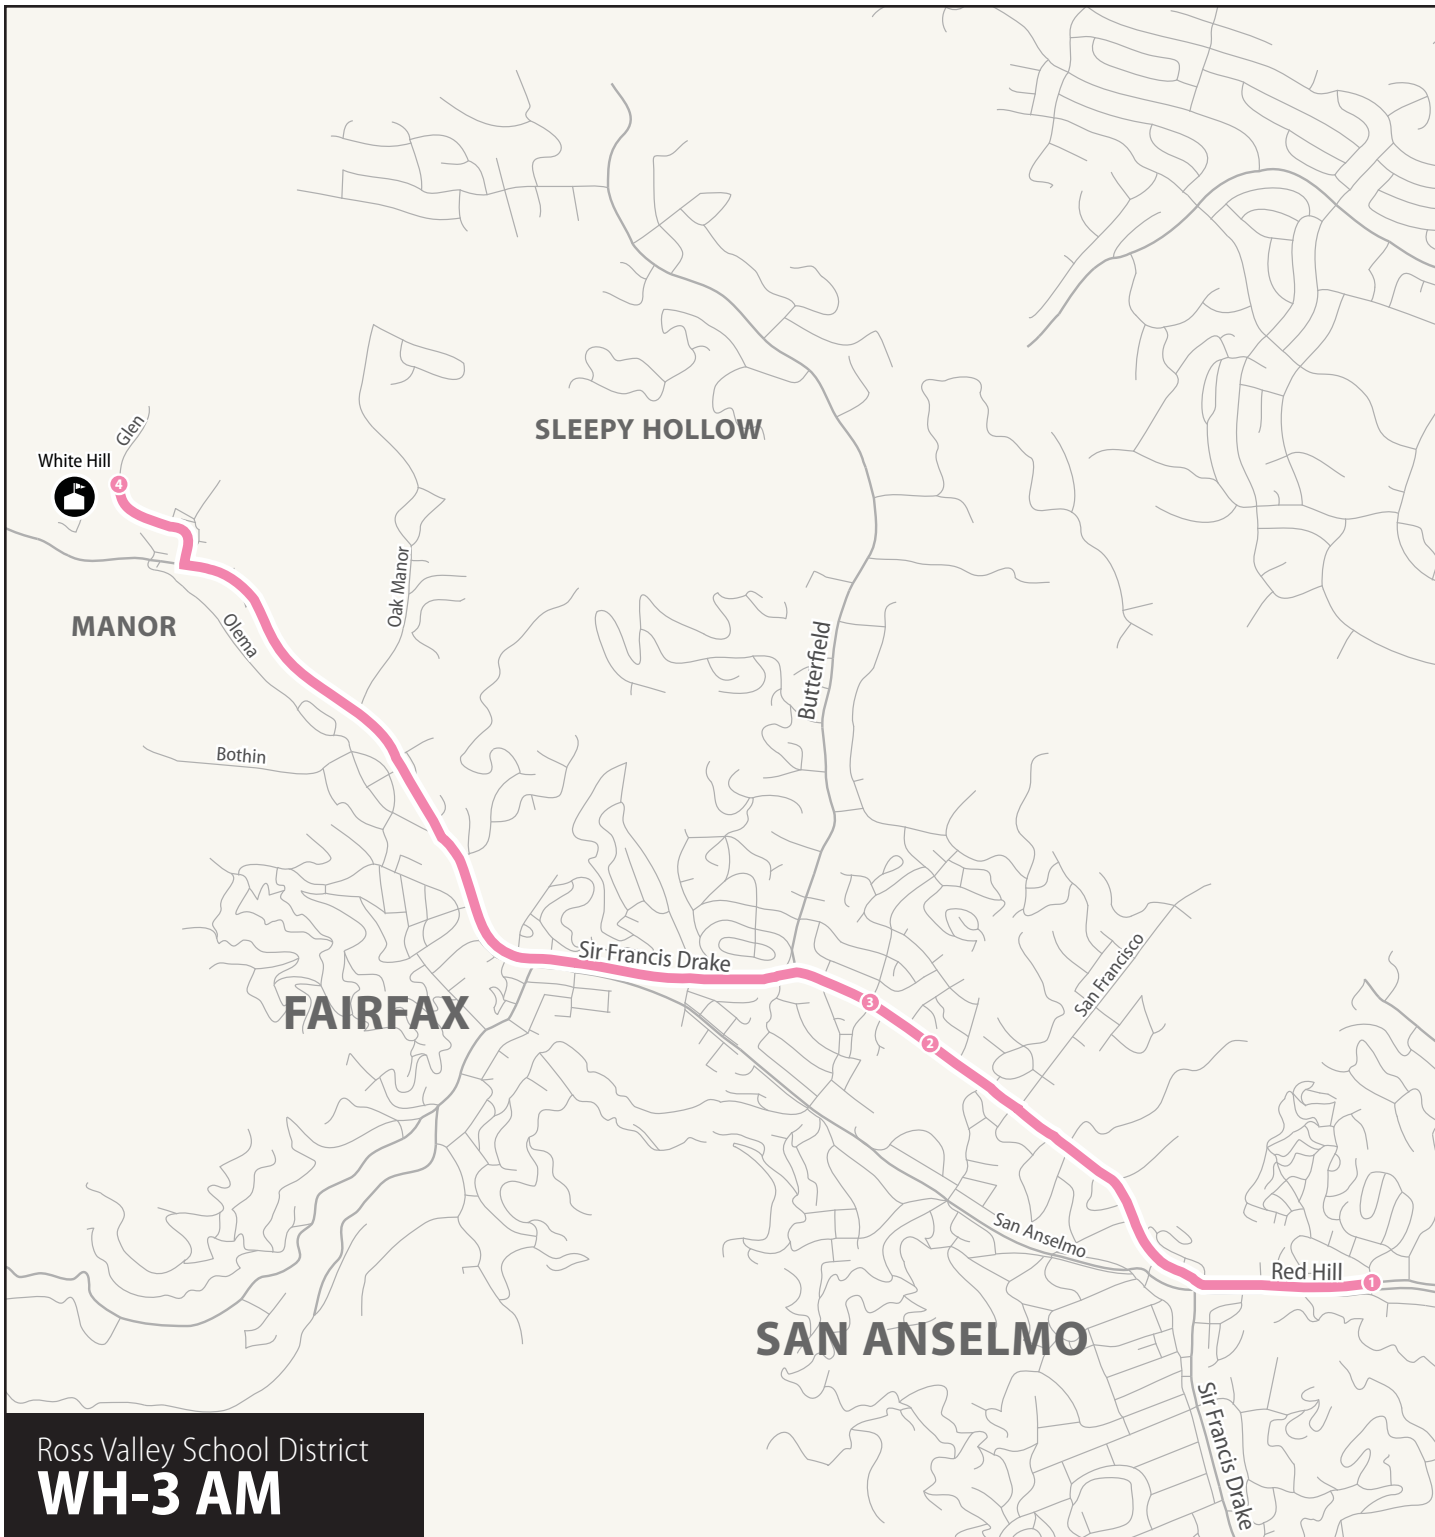 SLEEPY HOLLOW
Glen
White Hill
4
Oak Manor
MANOR
Olema
Butterfield
Bothin
Sir Francis Drake
San Francisco
FAIRFAX
3
2
San Anselmo
Red Hill
1
SAN ANSELMO
Sir Francis Drake
Ross Valley School District
WH-3 AM